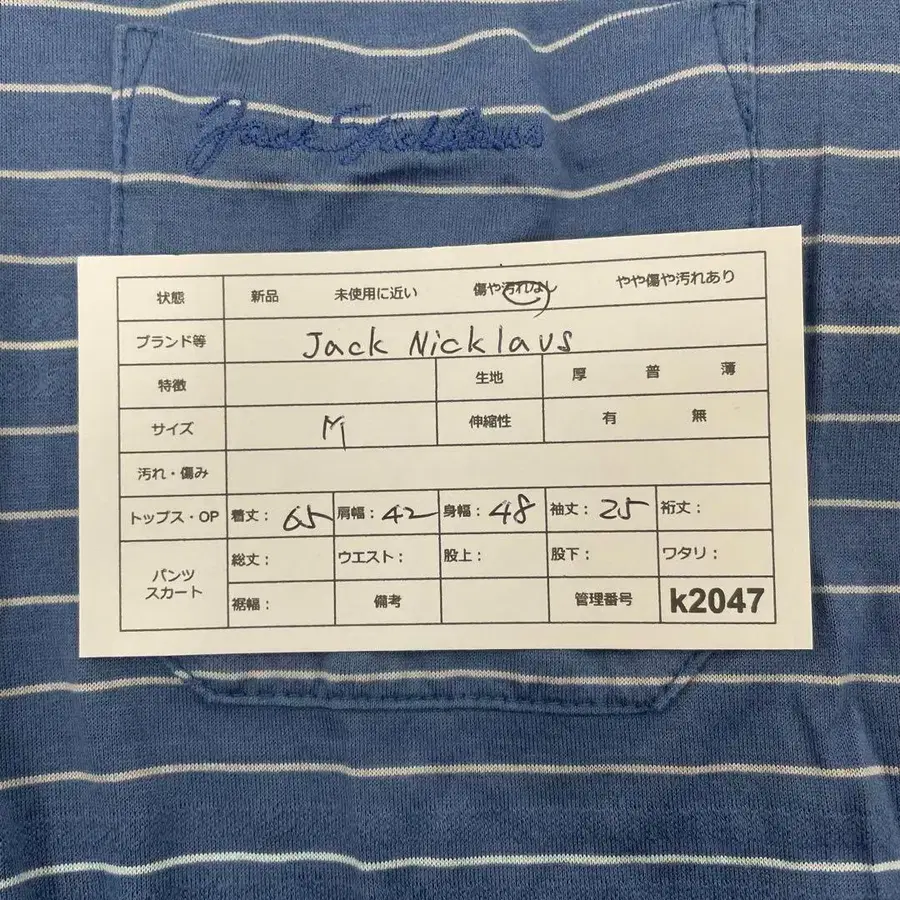 Jack Nicklaus
状態 新品 未使用に近い 傷や汚れなし やや傷や汚れあり
ブランド等 Jack Nicklaus
特徴 生地 厚 普 薄
サイズ M 伸縮性 有 無
汚れ・傷み
トップス・OP 着丈: 65 肩幅: 42 身幅: 48 袖丈: 25 裄丈:
パンツ スカート 総丈: ウエスト: 股上: 股下: ワタリ:
裾幅: 備考 管理番号 k2047